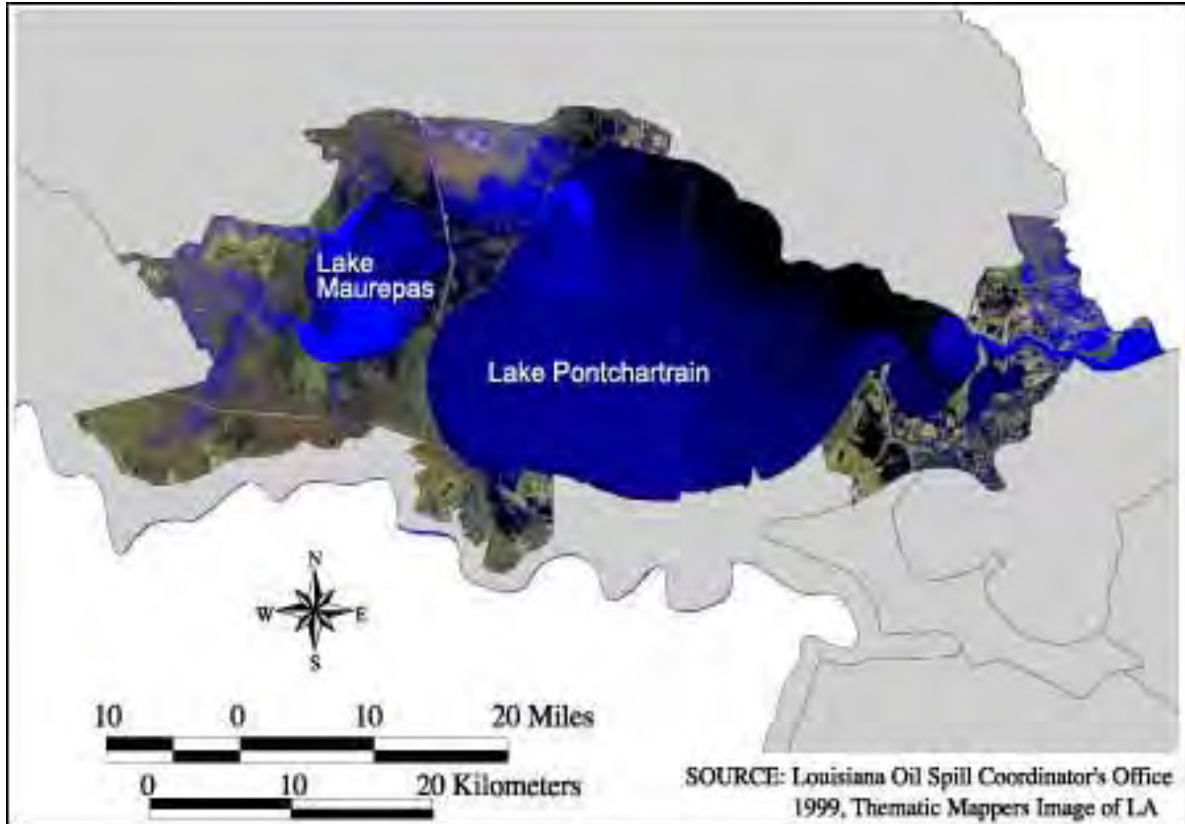 Lake
Maurepas
Lake Pontchartrain
N
W E
S
10 0 10 20 Miles
0 10 20 Kilometers
SOURCE: Louisiana Oil Spill Coordinator's Office
1999, Thematic Mappers Image of LA